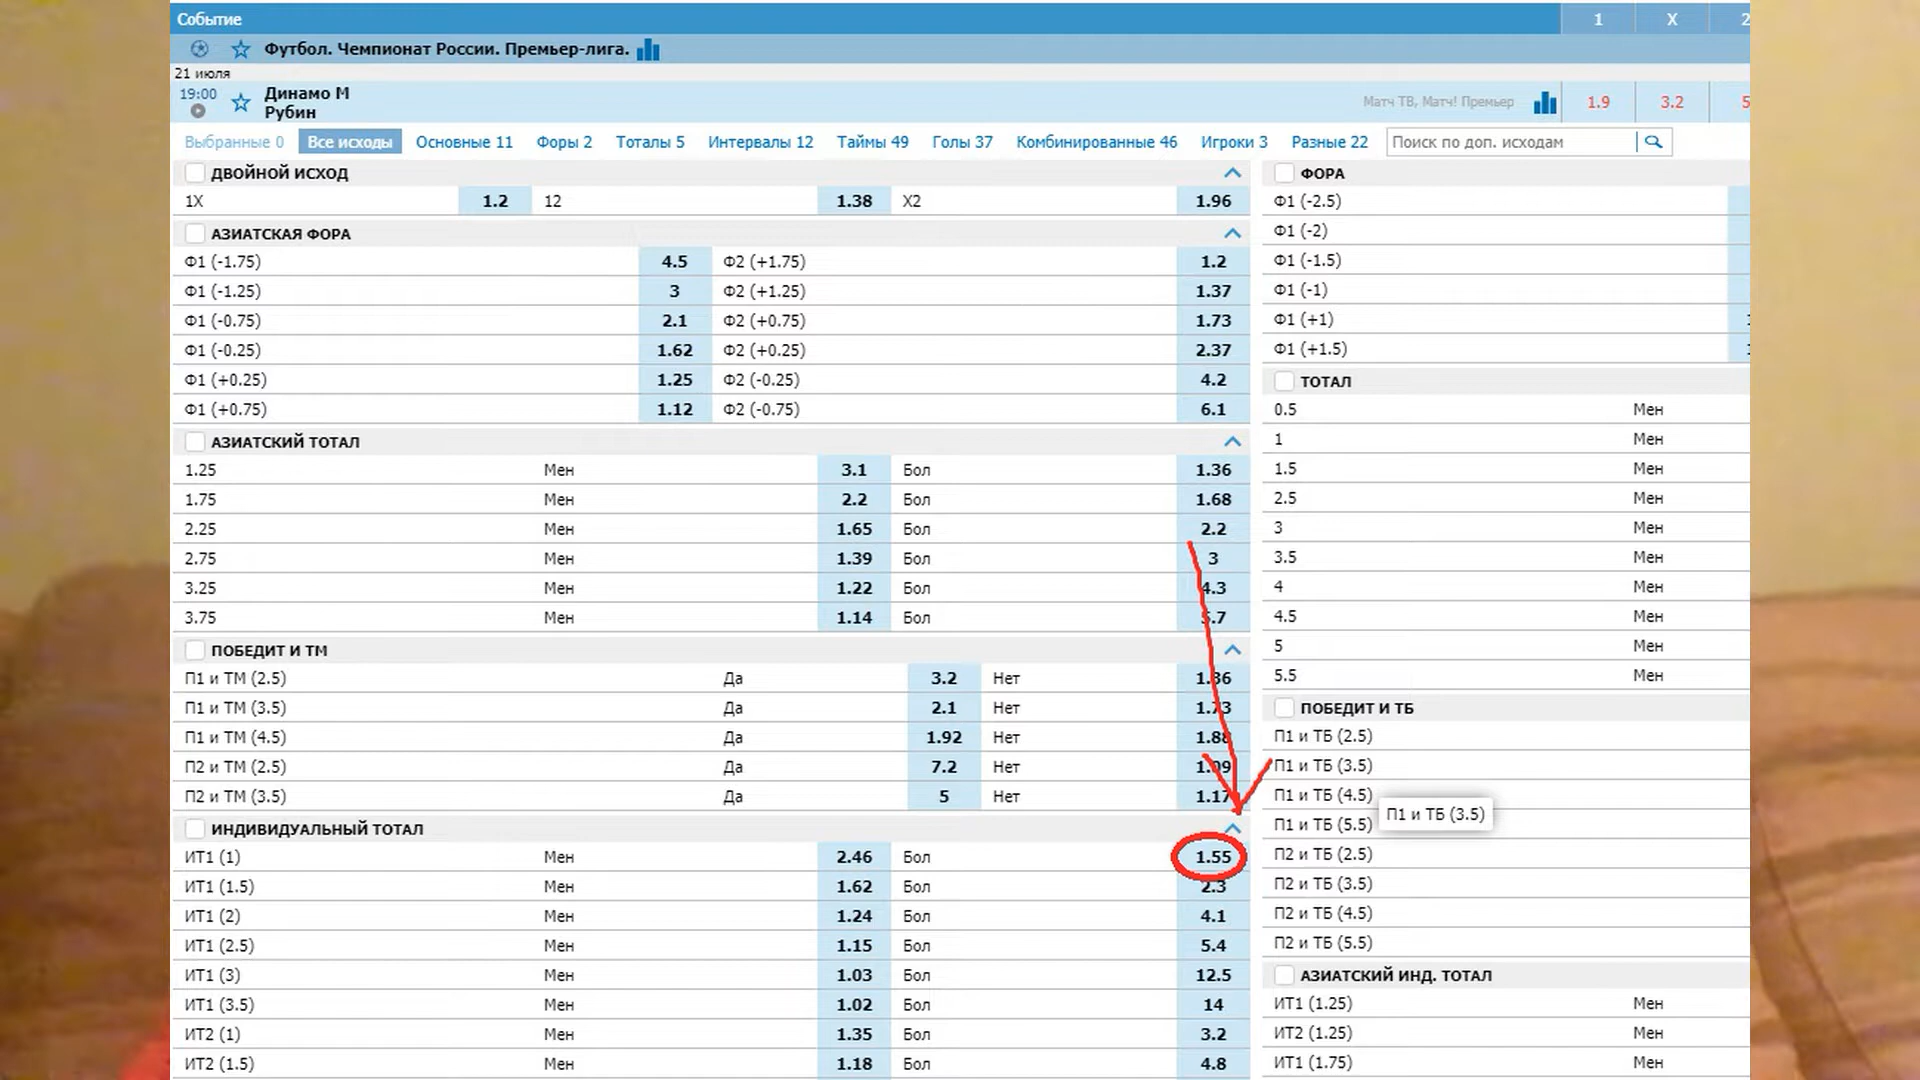 Событие 1 X 2
Футбол. Чемпионат России. Премьер-лига.
21 июля
19:00 Динамо М
Рубин
Матч ТВ, Матч! Премьер 1.9 3.2 5
Выбранные 0 Все исходы Основные 11 Форы 2 Тоталы 5 Интервалы 12 Таймы 49 Голы 37 Комбинированные 46 Игроки 3 Разные 22 Поиск по доп. исходам
ДВОЙНОЙ ИСХОД
1X 1.2 12 1.38 X2 1.96
АЗИАТСКАЯ ФОРА
Ф1 (-1.75) 4.5 Ф2 (+1.75) 1.2
Ф1 (-1.25) 3 Ф2 (+1.25) 1.37
Ф1 (-0.75) 2.1 Ф2 (+0.75) 1.73
Ф1 (-0.25) 1.62 Ф2 (+0.25) 2.37
Ф1 (+0.25) 1.25 Ф2 (-0.25) 4.2
Ф1 (+0.75) 1.12 Ф2 (-0.75) 6.1
АЗИАТСКИЙ ТОТАЛ
1.25 Мен 3.1 Бол 1.36
1.75 Мен 2.2 Бол 1.68
2.25 Мен 1.65 Бол 2.2
2.75 Мен 1.39 Бол 3
3.25 Мен 1.22 Бол 4.3
3.75 Мен 1.14 Бол 5.7
ПОБЕДИТ И ТМ
П1 и ТМ (2.5) Да 3.2 Нет 1.36
П1 и ТМ (3.5) Да 2.1 Нет 1.73
П1 и ТМ (4.5) Да 1.92 Нет 1.88
П2 и ТМ (2.5) Да 7.2 Нет 1.09
П2 и ТМ (3.5) Да 5 Нет 1.17
ИНДИВИДУАЛЬНЫЙ ТОТАЛ
ИТ1 (1) Мен 2.46 Бол 1.55
ИТ1 (1.5) Мен 1.62 Бол 2.3
ИТ1 (2) Мен 1.24 Бол 4.1
ИТ1 (2.5) Мен 1.15 Бол 5.4
ИТ1 (3) Мен 1.03 Бол 12.5
ИТ1 (3.5) Мен 1.02 Бол 14
ИТ2 (1) Мен 1.35 Бол 3.2
ИТ2 (1.5) Мен 1.18 Бол 4.8
ФОРА
Ф1 (-2.5)
Ф1 (-2)
Ф1 (-1.5)
Ф1 (-1)
Ф1 (+1)
Ф1 (+1.5)
ТОТАЛ
0.5 Мен
1 Мен
1.5 Мен
2.5 Мен
3 Мен
3.5 Мен
4 Мен
4.5 Мен
5 Мен
5.5 Мен
ПОБЕДИТ И ТБ
П1 и ТБ (2.5)
П1 и ТБ (3.5)
П1 и ТБ (4.5)
П1 и ТБ (3.5)
П1 и ТБ (5.5)
П2 и ТБ (2.5)
П2 и ТБ (3.5)
П2 и ТБ (4.5)
П2 и ТБ (5.5)
АЗИАТСКИЙ ИНД. ТОТАЛ
ИТ1 (1.25) Мен
ИТ2 (1.25) Мен
ИТ1 (1.75) Мен